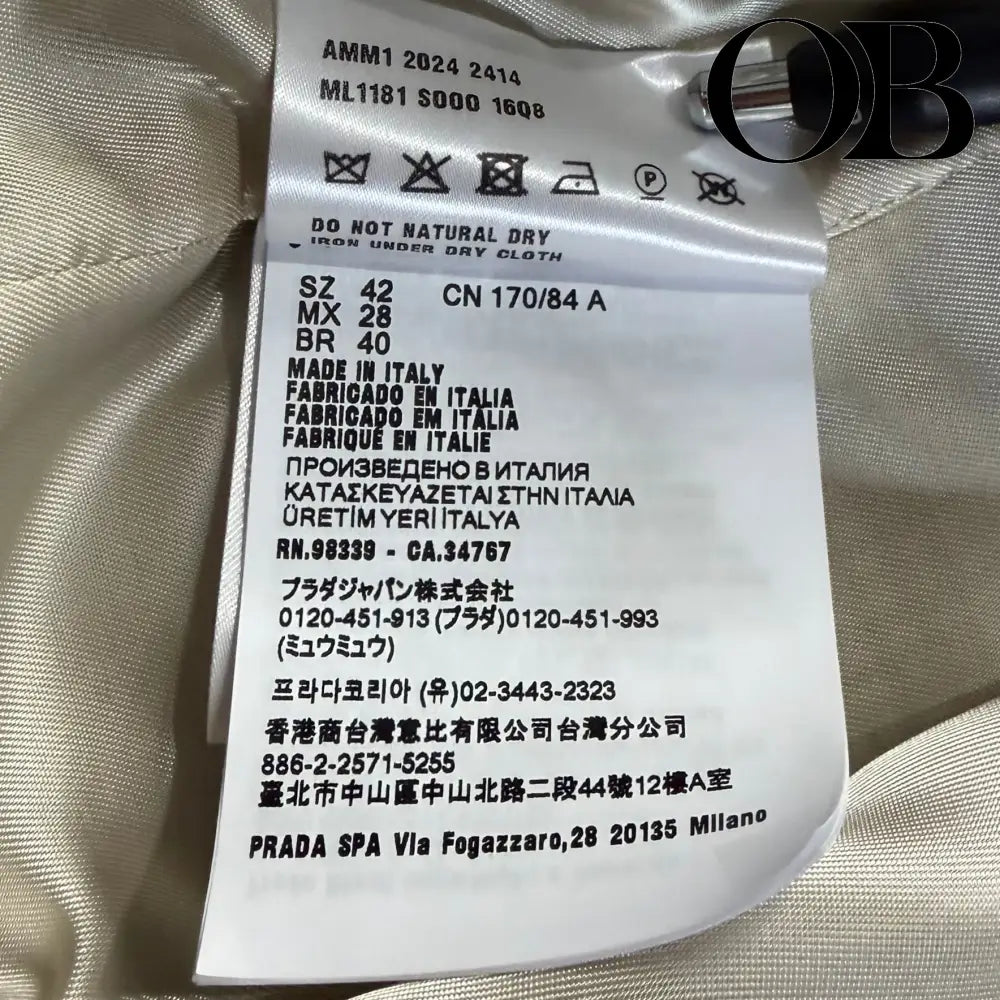 OB
AMM1 2024 2414
ML1181 S000 16Q8
P
W
DO NOT NATURAL DRY
IRON UNDER DRY CLOTH
SZ 42 CN 170/84 A
MX 28
BR 40
MADE IN ITALY
FABRICADO EN ITALIA
FABRICADO EM ITÁLIA
FABRIQUÉ EN ITALIE
ПРОИЗВЕДЕНО В ИТАЛИЯ
ΚΑΤΑΣΚΕΥΑΖΕΤΑΙ ΣΤΗΝ ΙΤΑΛΙΑ
ÜRETİM YERİ İTALYA
RN.98339 - CA.34767
プラダジャパン株式会社
0120-451-913 (プラダ)0120-451-993
(ミュウミュウ)
프라다코리아 (유)02-3443-2323
香港商台灣意比有限公司台灣分公司
886-2-2571-5255
臺北市中山區中山北路二段44號12樓A室
PRADA SPA Via Fogazzaro,28 20135 Milano